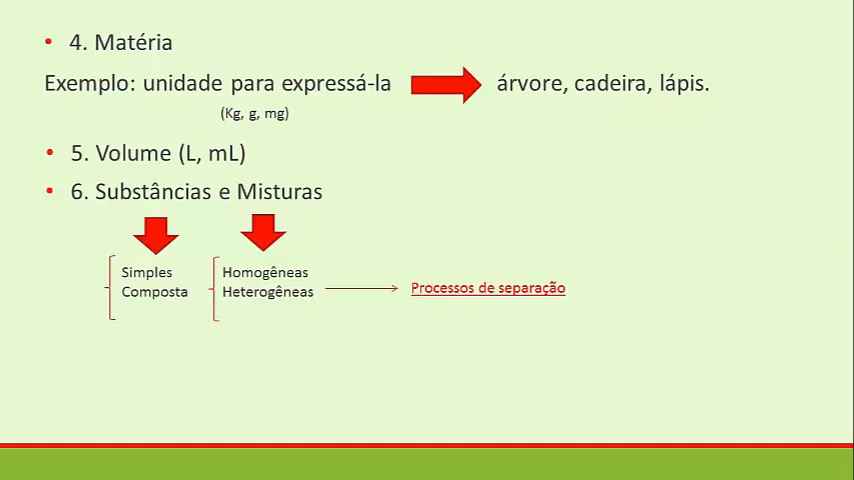 • 4. Matéria
Exemplo: unidade para expressá-la árvore, cadeira, lápis.
(Kg, g, mg)
• 5. Volume (L, mL)
• 6. Substâncias e Misturas
Simples Homogêneas
Composta Heterogêneas Processos de separação